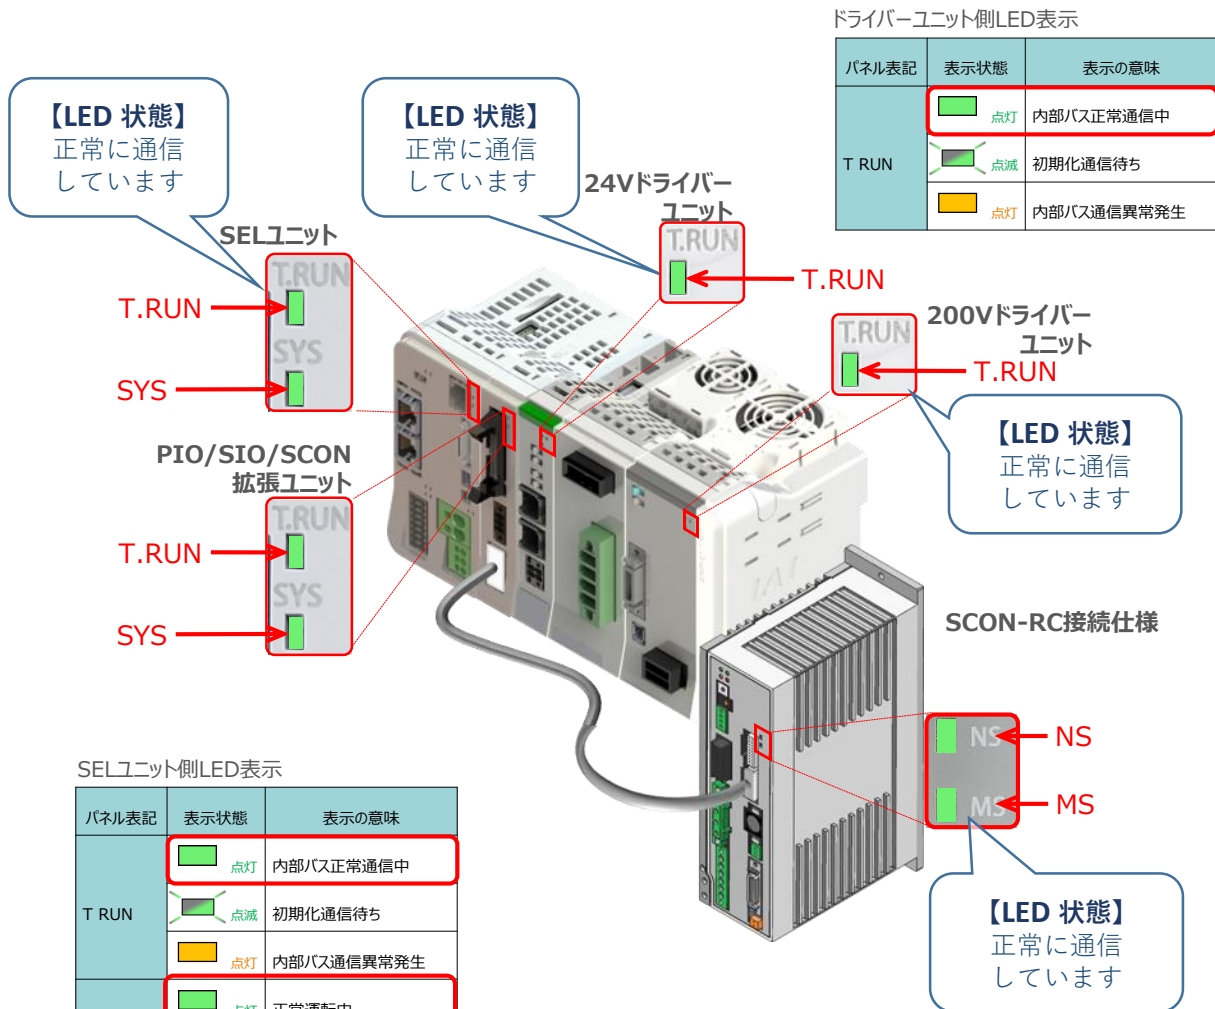 ドライバーユニット側LED表示
パネル表記 表示状態 表示の意味
T RUN
点灯 内部バス正常通信中
点滅 初期化通信待ち
点灯 内部バス通信異常発生
【LED 状態】
正常に通信
しています
【LED 状態】
正常に通信
しています
24Vドライバー
ユニット
T.RUN
T.RUN
SELユニット
T.RUN
T.RUN
SYS
SYS
200Vドライバー
ユニット
T.RUN
T.RUN
【LED 状態】
正常に通信
しています
PIO/SIO/SCON
拡張ユニット
T.RUN
T.RUN
SYS
SYS
SCON-RC接続仕様
NS
NS
MS
MS
【LED 状態】
正常に通信
しています
SELユニット側LED表示
パネル表記 表示状態 表示の意味
T RUN
点灯 内部バス正常通信中
点滅 初期化通信待ち
点灯 内部バス通信異常発生
点灯 正常運転中